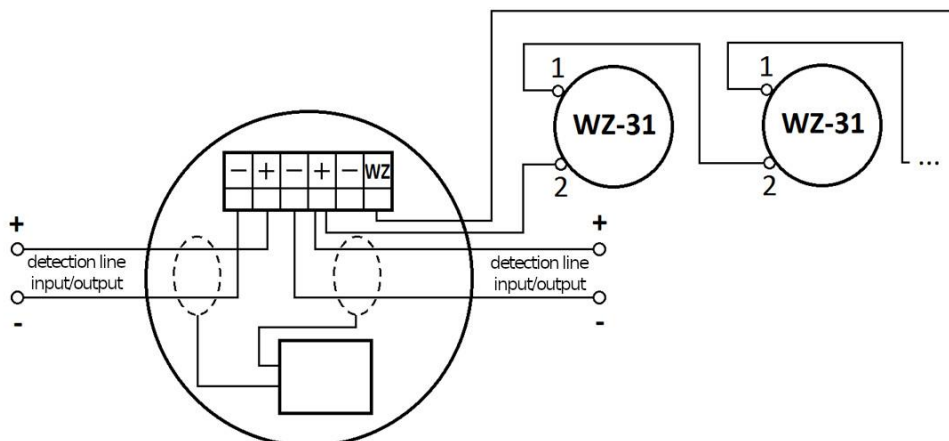 1
WZ-31
2
1
WZ-31
2
...
− + − + − WZ
+
detection line
input/output
-
+
detection line
input/output
-